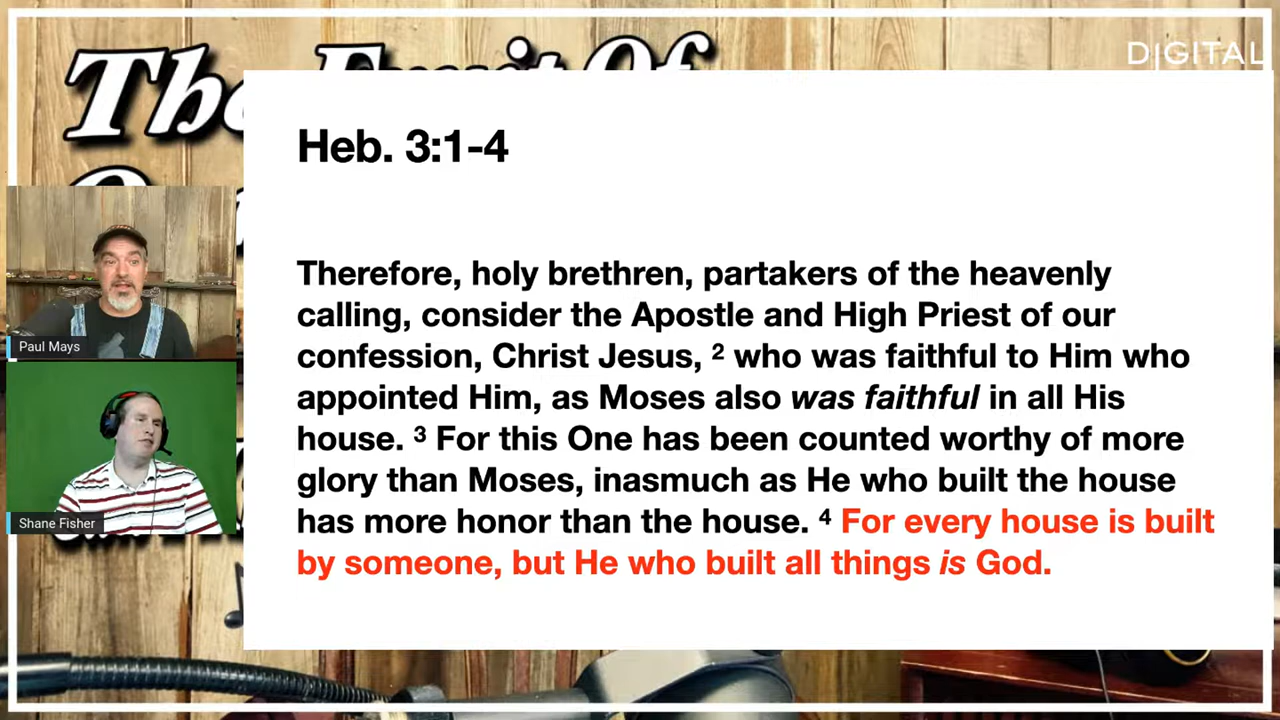 The Fruit Of
DIGITAL
Heb. 3:1-4
Therefore, holy brethren, partakers of the heavenly
calling, consider the Apostle and High Priest of our
confession, Christ Jesus, ² who was faithful to Him who
appointed Him, as Moses also was faithful in all His
house. ³ For this One has been counted worthy of more
glory than Moses, inasmuch as He who built the house
has more honor than the house. ⁴ For every house is built
by someone, but He who built all things is God.
Paul Mays
Shane Fisher